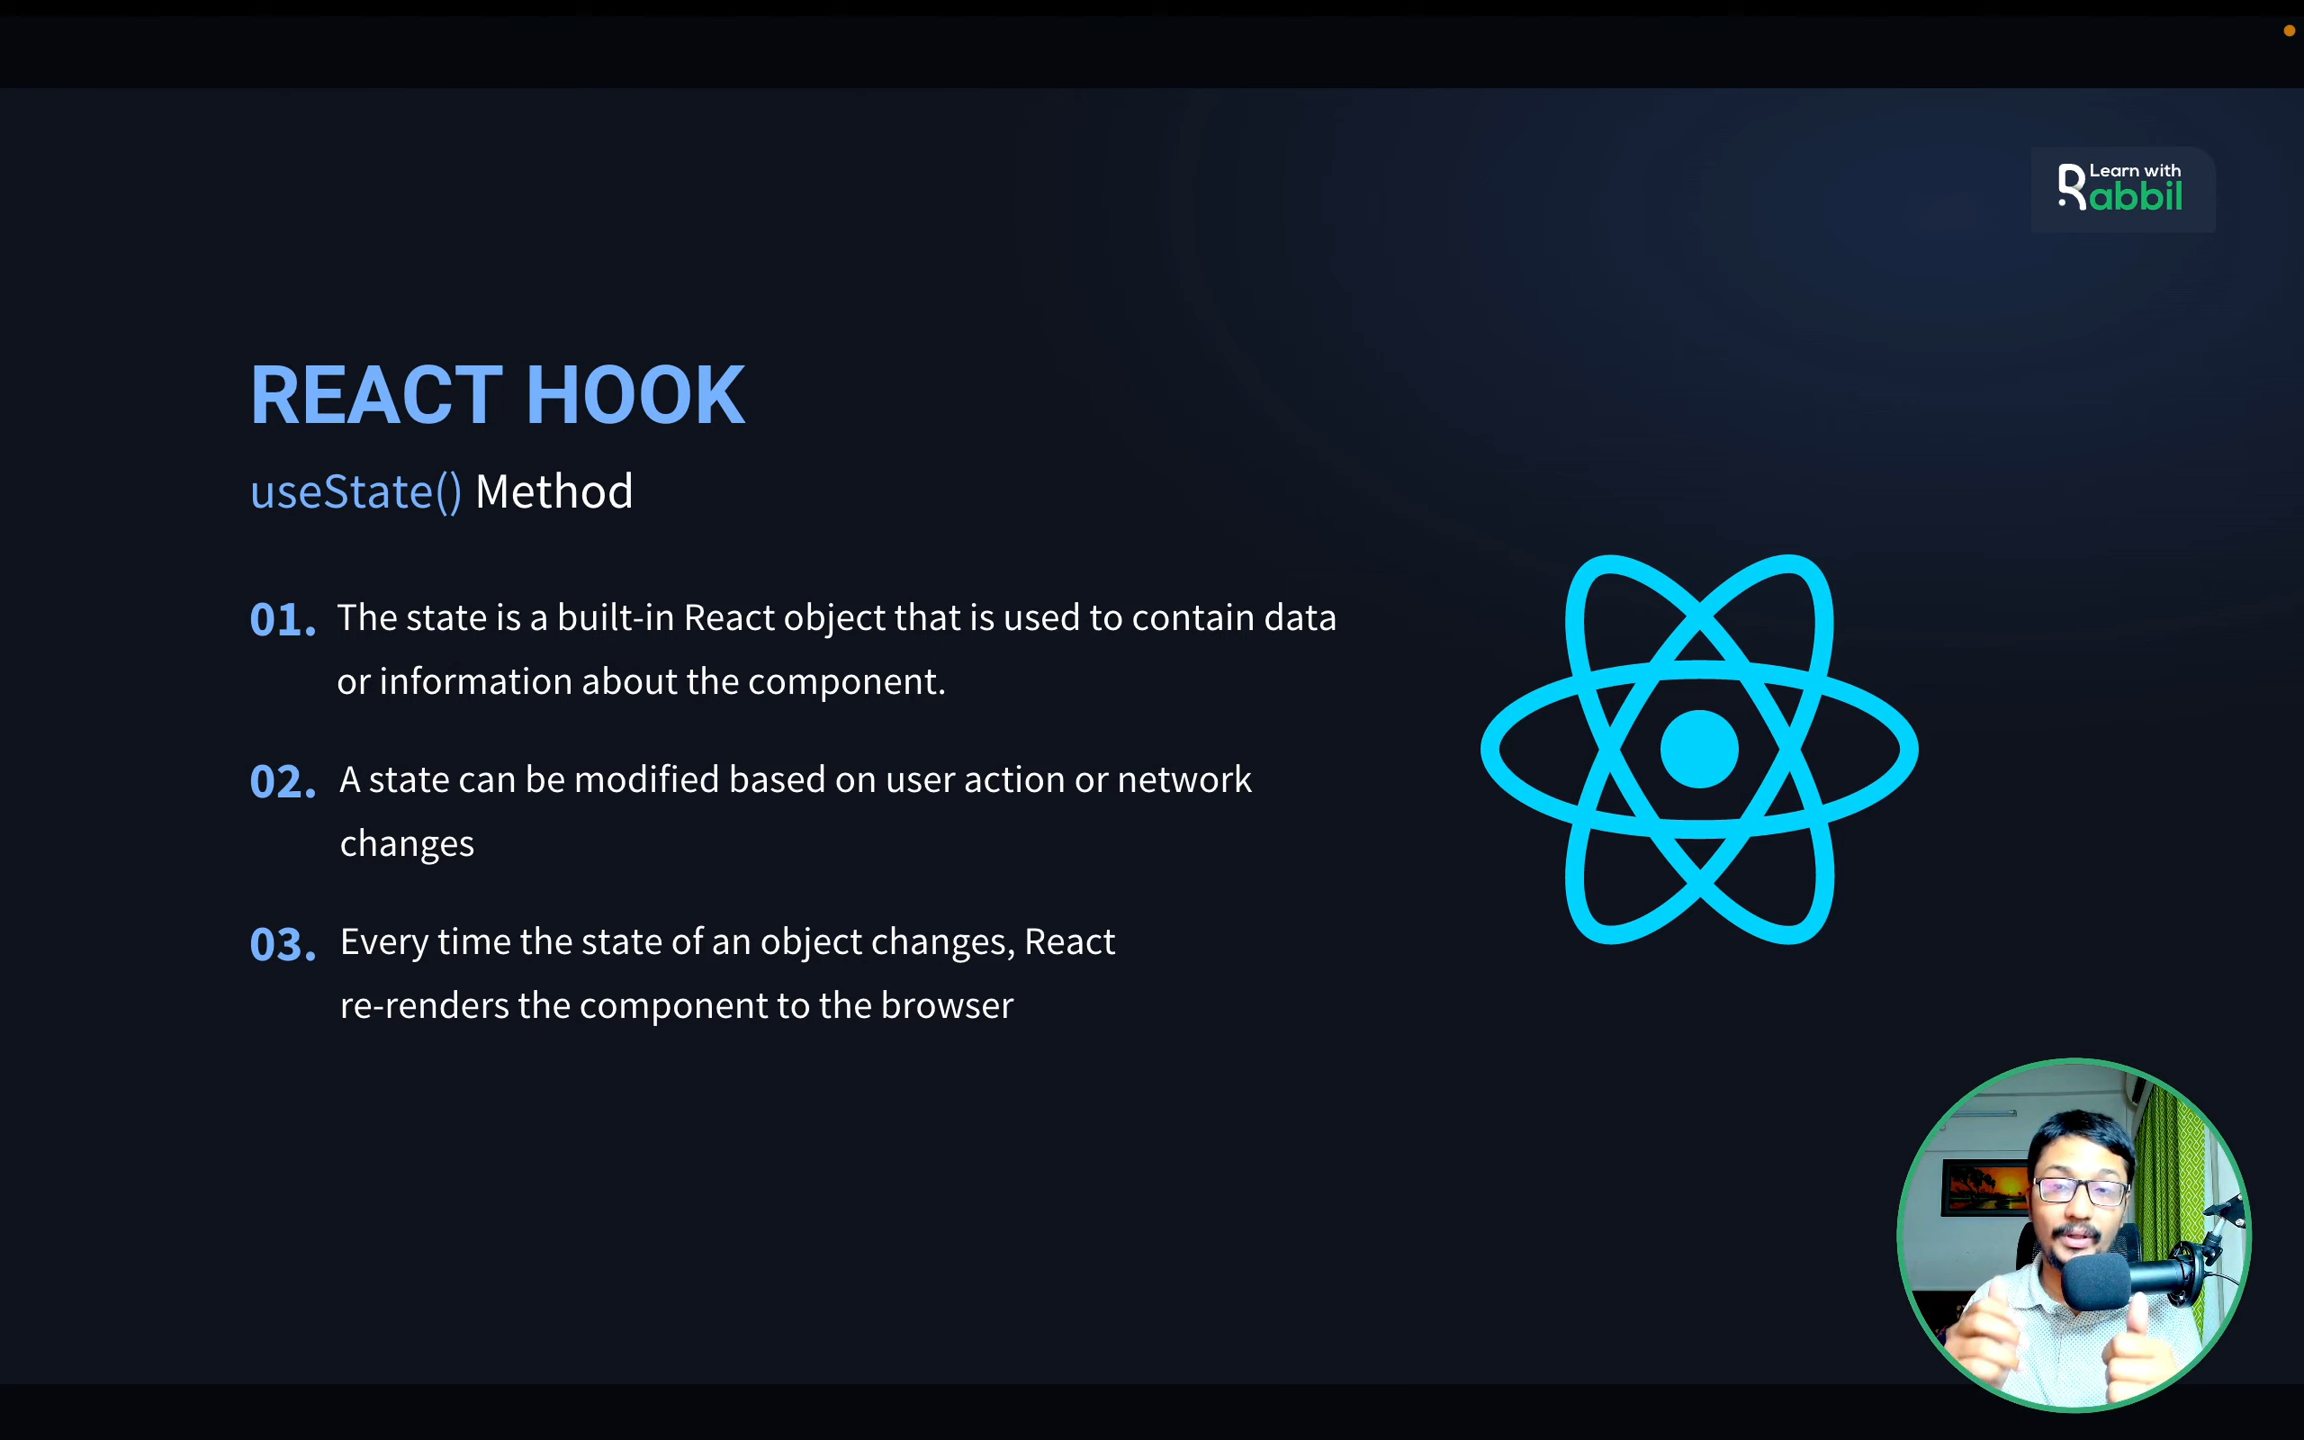 Learn with
Rabbil
REACT HOOK
useState() Method
01. The state is a built-in React object that is used to contain data
or information about the component.
02. A state can be modified based on user action or network
changes
03. Every time the state of an object changes, React
re-renders the component to the browser